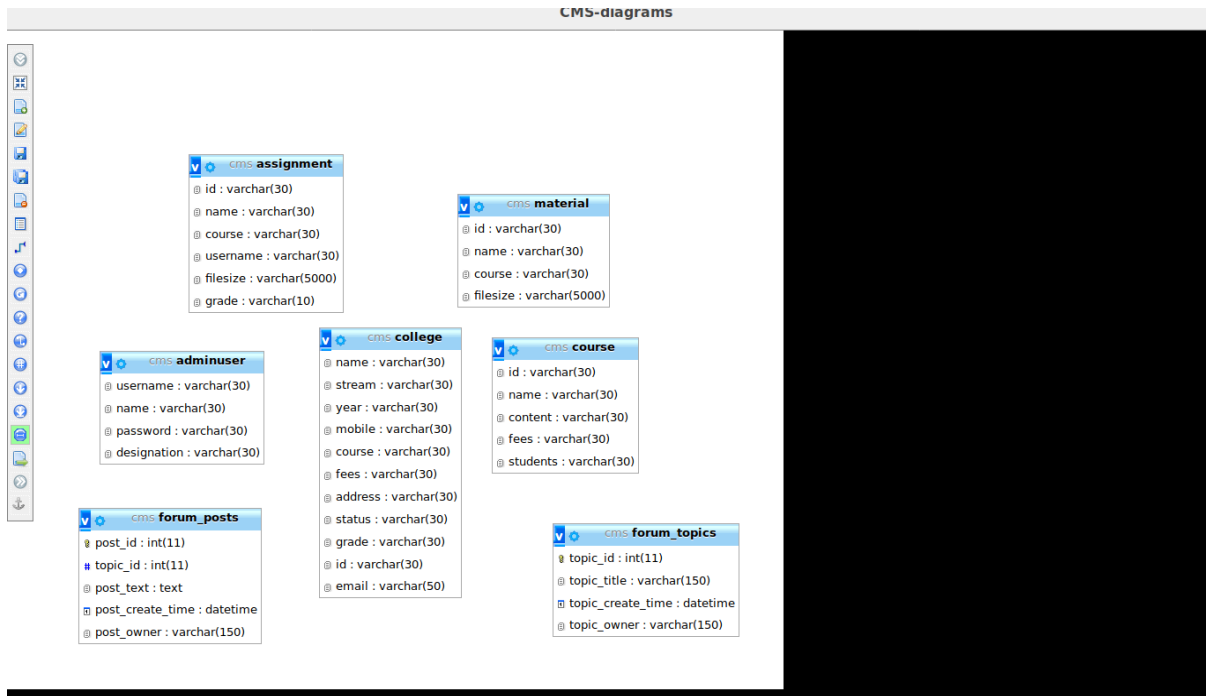 CMS-diagrams
v cms assignment
id : varchar(30)
name : varchar(30)
course : varchar(30)
username : varchar(30)
filesize : varchar(5000)
grade : varchar(10)
v cms material
id : varchar(30)
name : varchar(30)
course : varchar(30)
filesize : varchar(5000)
v cms adminuser
username : varchar(30)
name : varchar(30)
password : varchar(30)
designation : varchar(30)
v cms college
name : varchar(30)
stream : varchar(30)
year : varchar(30)
mobile : varchar(30)
course : varchar(30)
fees : varchar(30)
address : varchar(30)
status : varchar(30)
grade : varchar(30)
id : varchar(30)
email : varchar(50)
v cms course
id : varchar(30)
name : varchar(30)
content : varchar(30)
fees : varchar(30)
students : varchar(30)
v cms forum_posts
post_id : int(11)
# topic_id : int(11)
post_text : text
post_create_time : datetime
post_owner : varchar(150)
v cms forum_topics
topic_id : int(11)
topic_title : varchar(150)
topic_create_time : datetime
topic_owner : varchar(150)